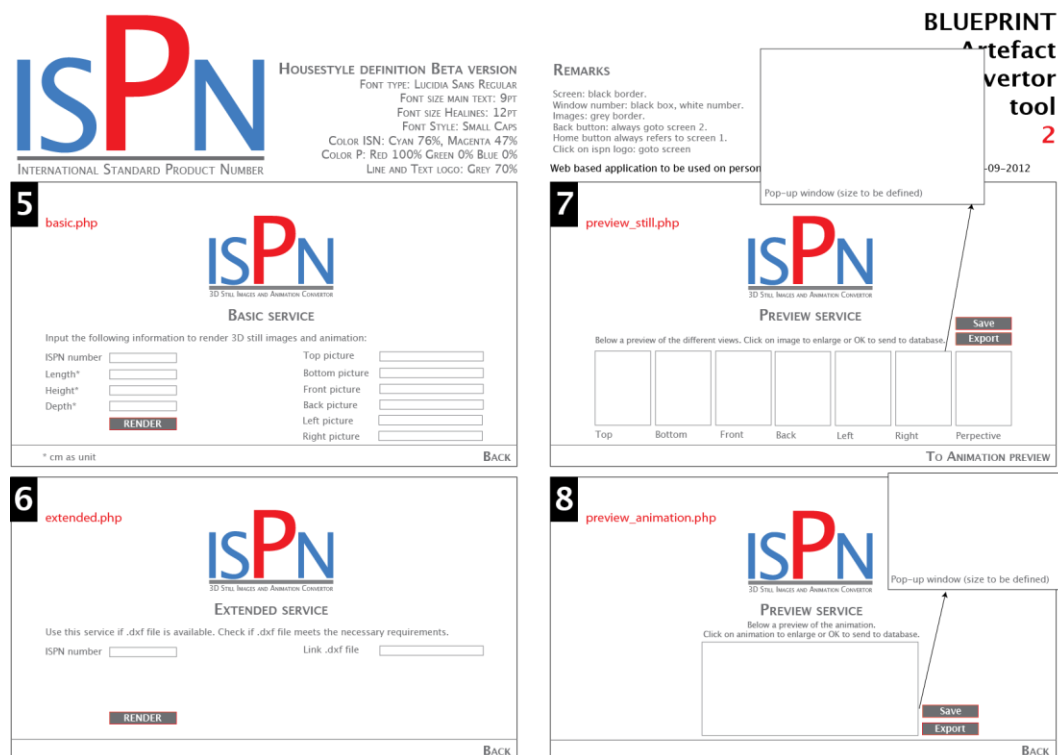 ISPN
INTERNATIONAL STANDARD PRODUCT NUMBER
HOUSESTYLE DEFINITION BETA VERSION
FONT TYPE: LUCIDIA SANS REGULAR
FONT SIZE MAIN TEXT: 9PT
FONT SIZE HEALINES: 12PT
FONT STYLE: SMALL CAPS
COLOR ISN: CYAN 76%, MAGENTA 47%
COLOR P: RED 100% GREEN 0% BLUE 0%
LINE AND TEXT LOGO: GREY 70%
REMARKS
Screen: black border.
Window number: black box, white number.
Images: grey border.
Back button: always goto screen 2.
Home button always refers to screen 1.
Click on ispn logo: goto screen
Web based application to be used on person
BLUEPRINT
Artefact
vertor
tool
2
-09-2012
Pop-up window (size to be defined)
5
basic.php
ISPN
3D STILL IMAGES AND ANIMATION CONVERTOR
BASIC SERVICE
Input the following information to render 3D still images and animation:
ISPN number
Length*
Height*
Depth*
RENDER
Top picture
Bottom picture
Front picture
Back picture
Left picture
Right picture
* cm as unit
BACK
7
preview_still.php
ISPN
3D STILL IMAGES AND ANIMATION CONVERTOR
PREVIEW SERVICE
Save
Export
Below a preview of the different views. Click on image to enlarge or OK to send to database.
Top Bottom Front Back Left Right Perpective
TO ANIMATION PREVIEW
6
extended.php
ISPN
3D STILL IMAGES AND ANIMATION CONVERTOR
EXTENDED SERVICE
Use this service if .dxf file is available. Check if .dxf file meets the necessary requirements.
ISPN number
Link .dxf file
RENDER
BACK
8
preview_animation.php
ISPN
3D STILL IMAGES AND ANIMATION CONVERTOR
Pop-up window (size to be defined)
PREVIEW SERVICE
Below a preview of the animation.
Click on animation to enlarge or OK to send to database.
Save
Export
BACK